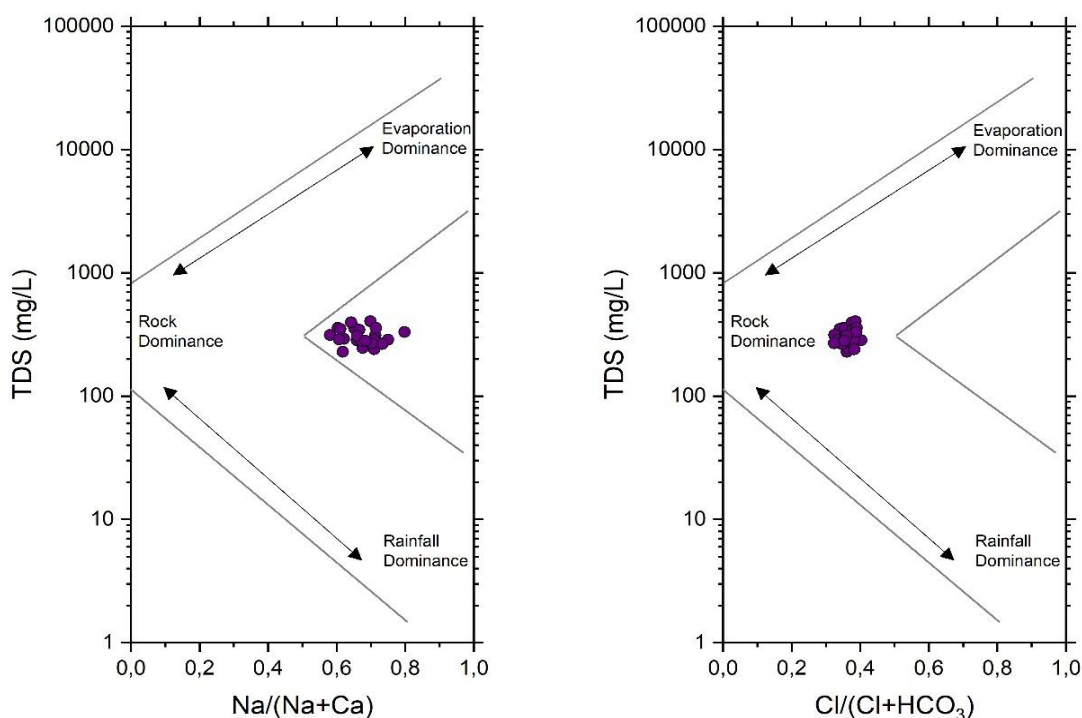 100000
10000
1000
100
10
1
TDS (mg/L)
Evaporation
Dominance
Rock
Dominance
Rainfall
Dominance
0,0 0,2 0,4 0,6 0,8 1,0
Na/(Na+Ca)
100000
10000
1000
100
10
1
TDS (mg/L)
Evaporation
Dominance
Rock
Dominance
Rainfall
Dominance
0,0 0,2 0,4 0,6 0,8 1,0
Cl/(Cl+HCO₃)